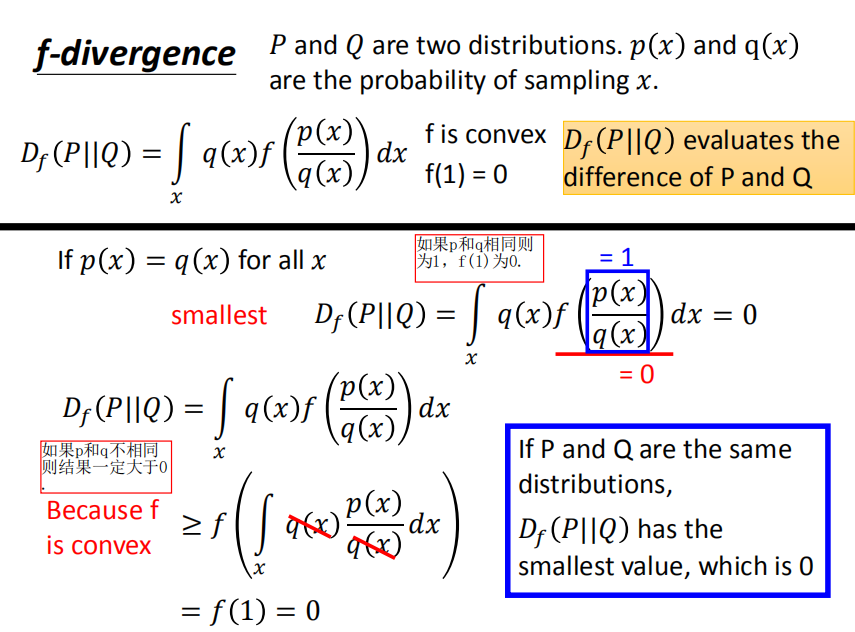 f-divergence
P and Q are two distributions. p(x) and q(x)
are the probability of sampling x.
D_f(P||Q) = ∫_x q(x)f(p(x)/q(x))dx
f is convex
f(1) = 0
D_f(P||Q) evaluates the
difference of P and Q
If p(x) = q(x) for all x
如果p和q相同则
为1，f(1)为0.
= 1
smallest
D_f(P||Q) = ∫_x q(x)f(p(x)/q(x))dx = 0
= 0
D_f(P||Q) = ∫_x q(x)f(p(x)/q(x))dx
如果p和q不相同
则结果一定大于0
.
Because f
is convex
≥ f(∫_x q(x) p(x)/q(x) dx)
= f(1) = 0
If P and Q are the same
distributions,
D_f(P||Q) has the
smallest value, which is 0